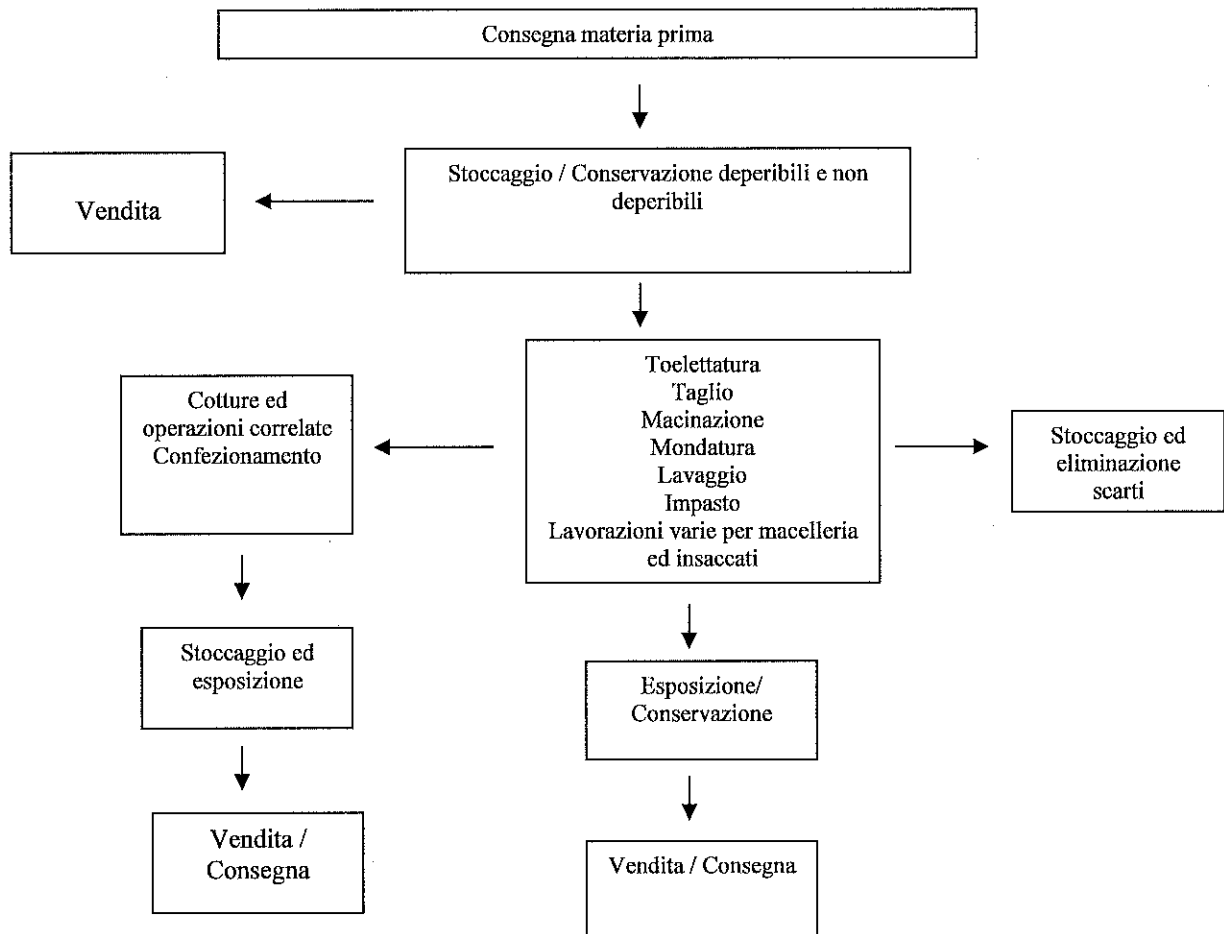 Consegna materia prima
Stoccaggio / Conservazione deperibili e non
deperibili
Vendita
Toelettatura
Taglio
Macinazione
Mondatura
Lavaggio
Impasto
Lavorazioni varie per macelleria
ed insaccati
Cotture ed
operazioni correlate
Confezionamento
Stoccaggio ed
eliminazione
scarti
Stoccaggio ed
esposizione
Esposizione/
Conservazione
Vendita /
Consegna
Vendita / Consegna